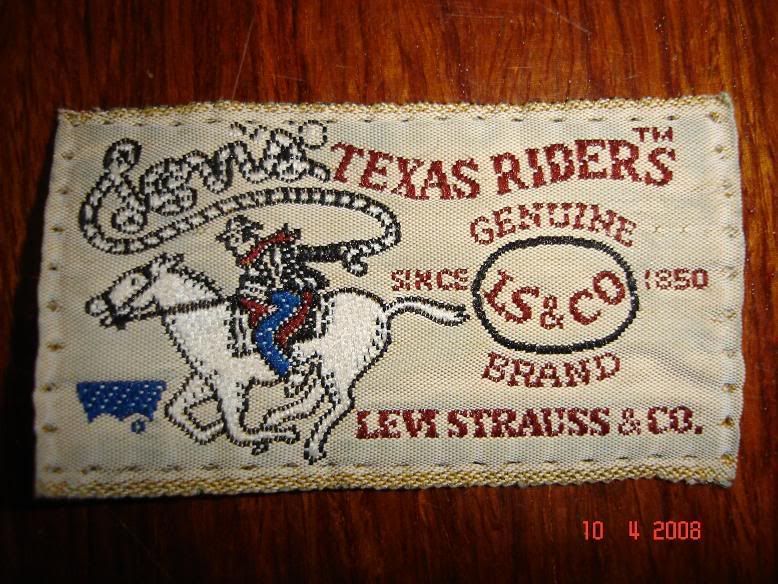 Levi's TEXAS RIDERS™
GENUINE
SINCE LS&CO 1850
BRAND
LEVI STRAUSS & CO.
10 4 2008